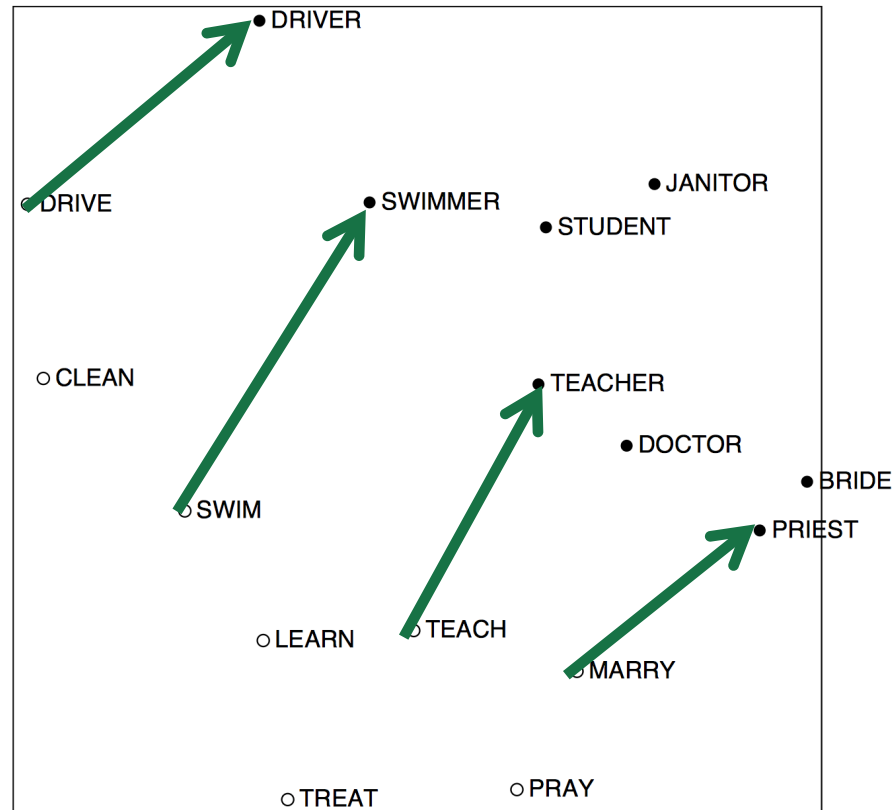 DRIVER
JANITOR
DRIVE
SWIMMER
STUDENT
CLEAN
TEACHER
DOCTOR
BRIDE
SWIM
PRIEST
TEACH
LEARN
MARRY
PRAY
TREAT